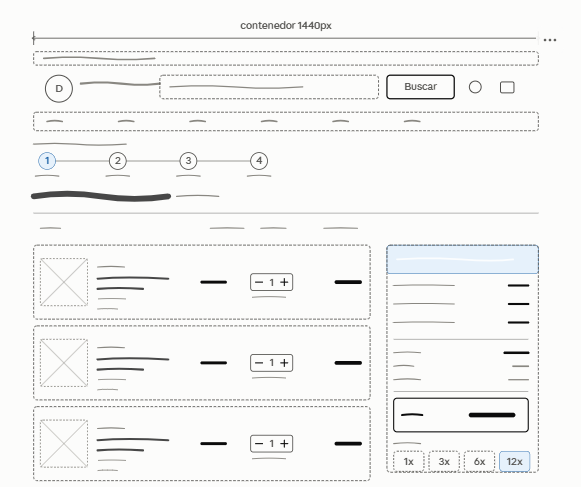 contenedor 1440px
D
Buscar
1 2 3 4
− 1 +
− 1 +
− 1 +
1x 3x 6x 12x